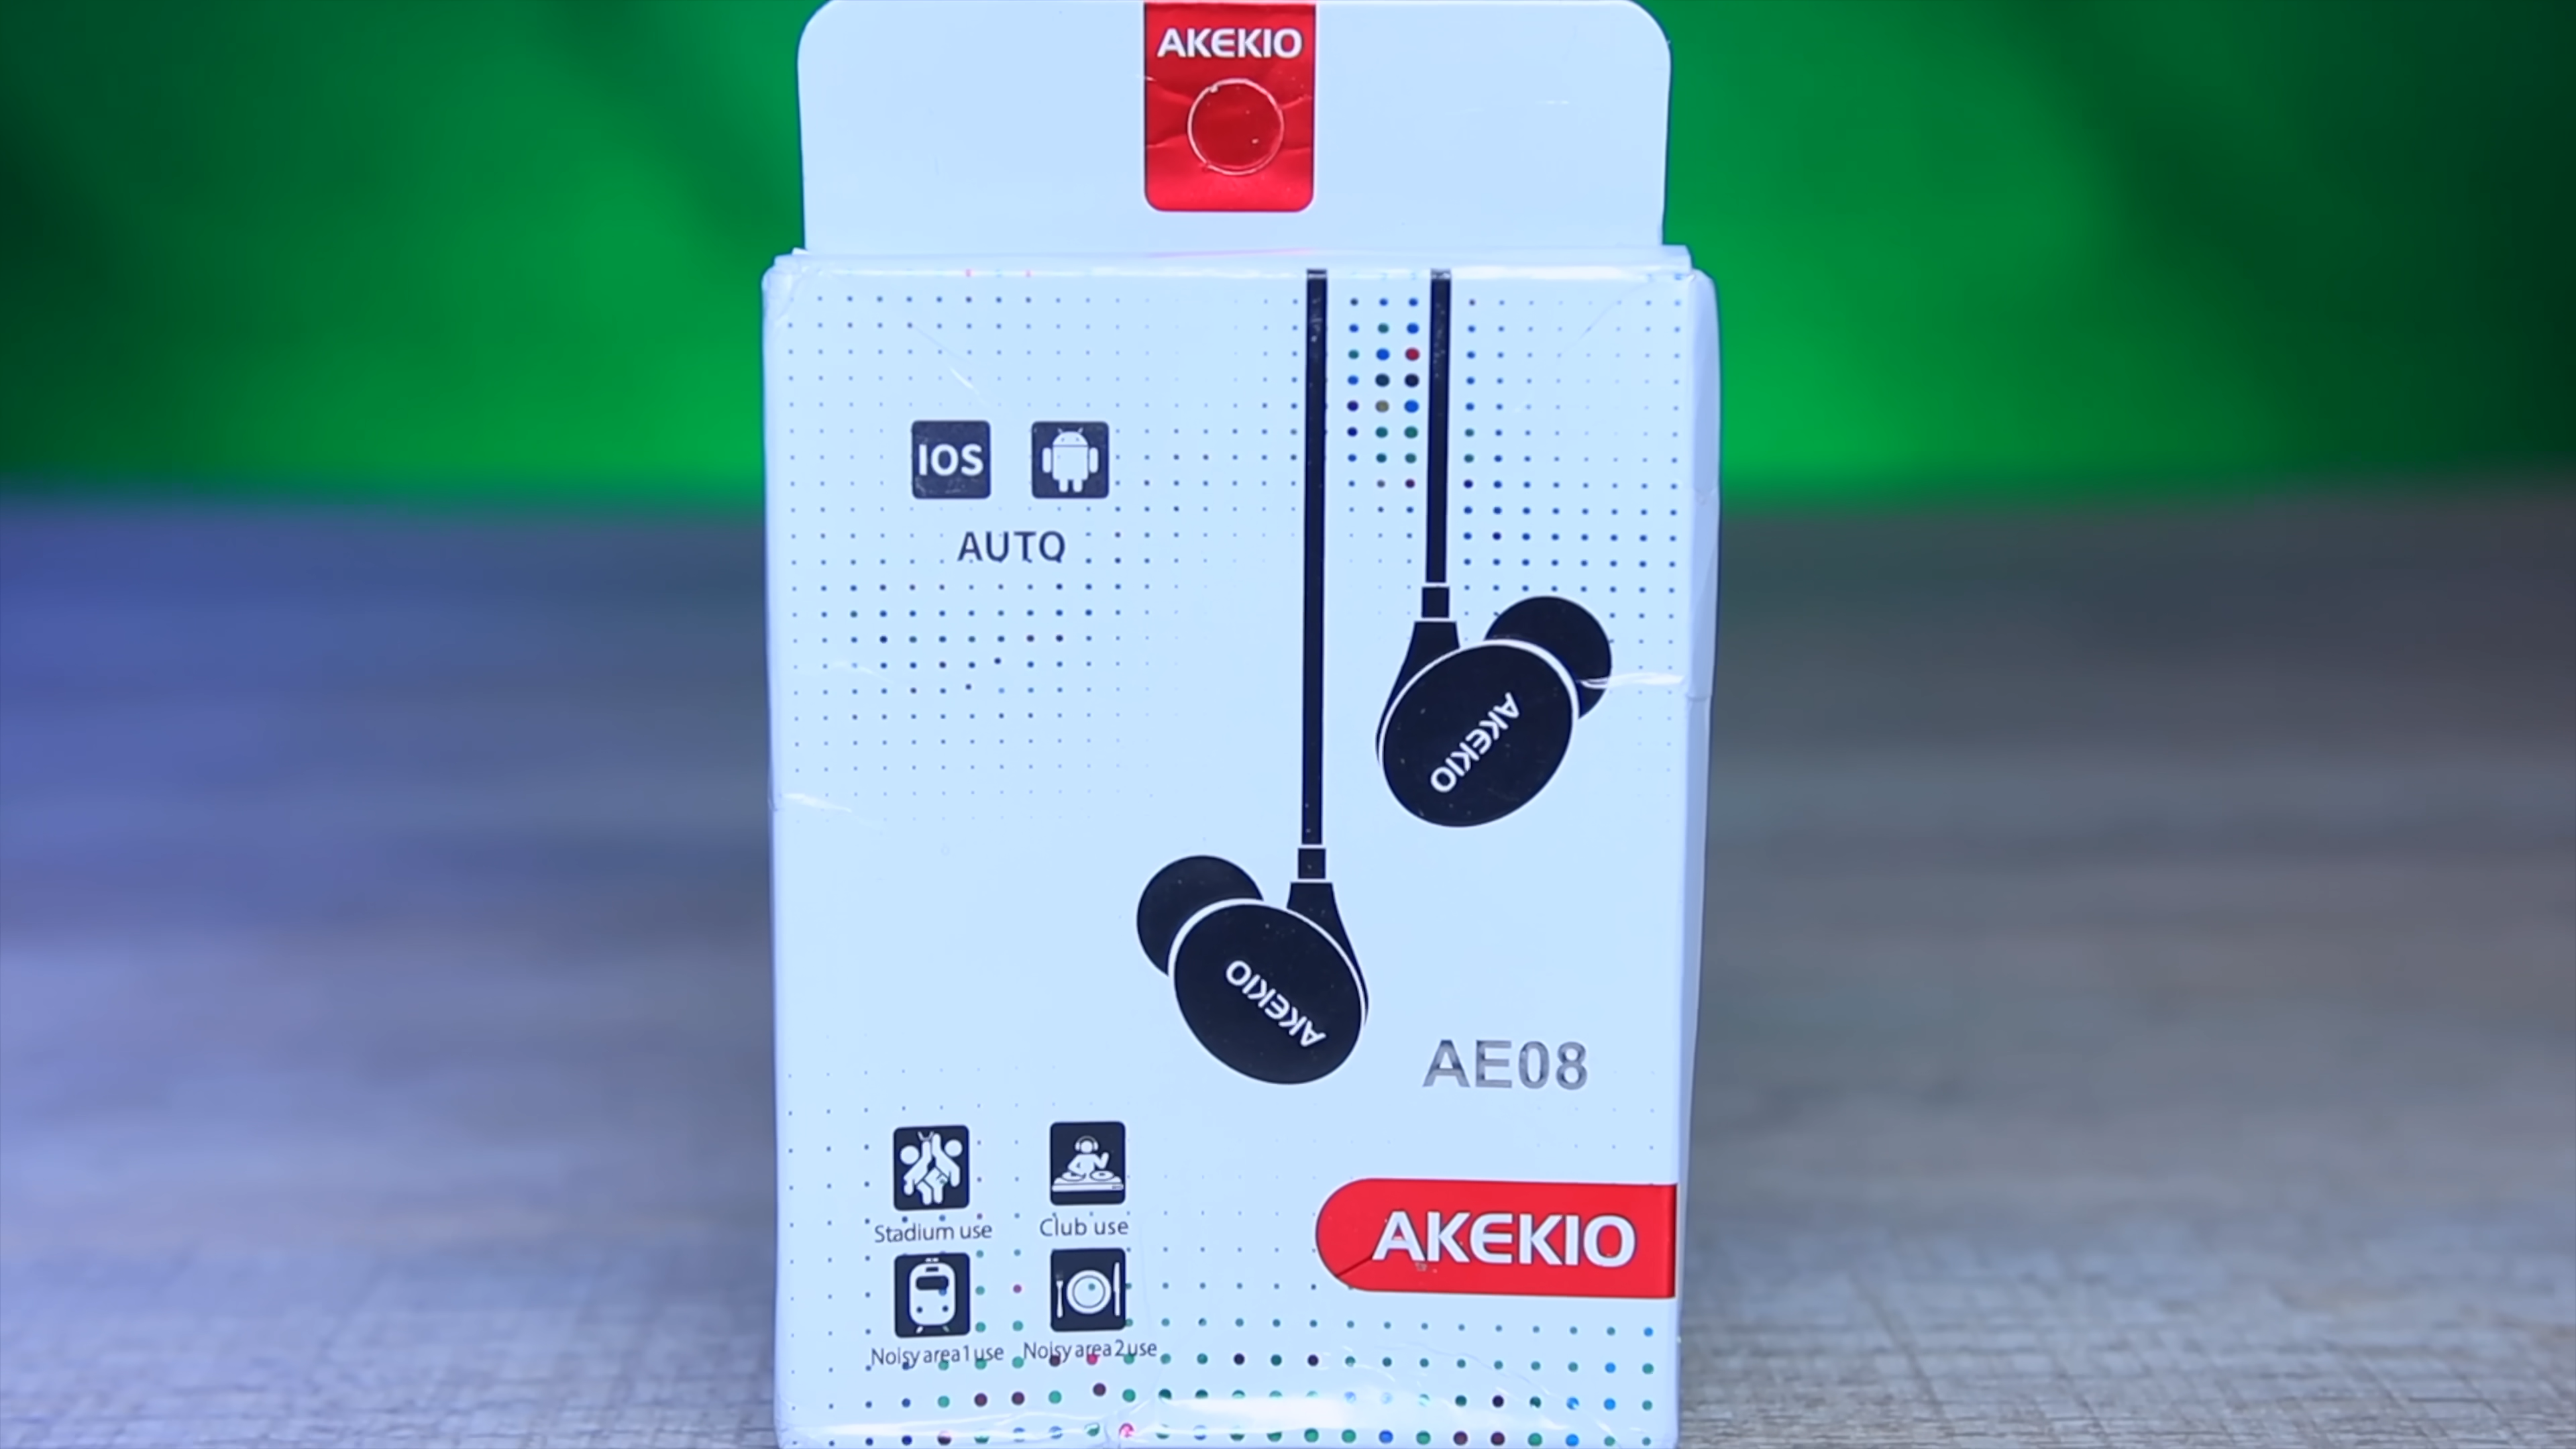 AKEKIO
IOS
AUTO
AKEKIO
AKEKIO
AE08
Stadium use
Club use
AKEKIO
Noisy area1use
Noisy area2use